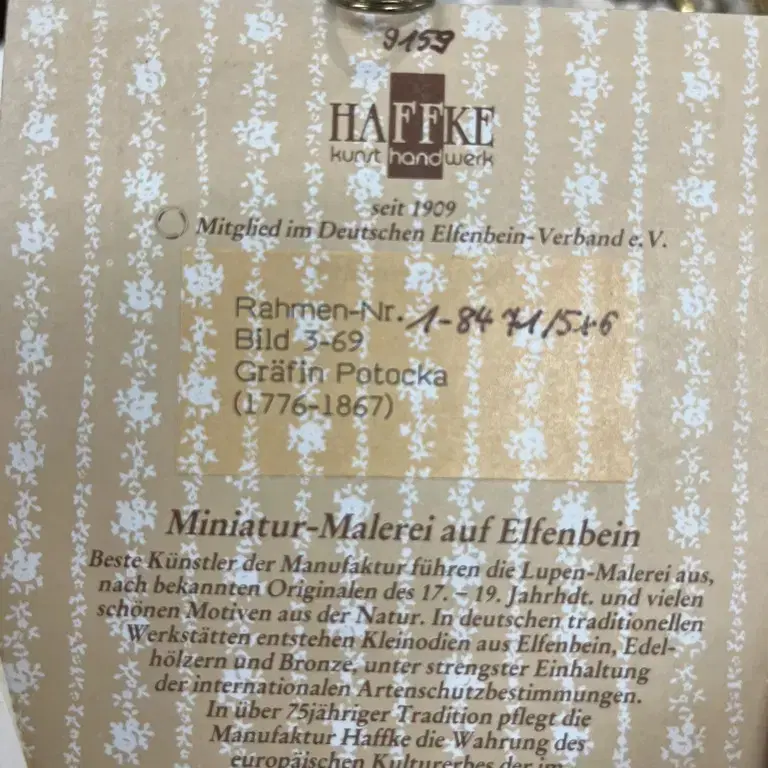 9159
HAFFKE
kunst handwerk
seit 1909
Mitglied im Deutschen Elfenbein-Verband e.V.
Rahmen-Nr. 1-8471/5+6
Bild 3-69
Gräfin Potocka
(1776-1867)
Miniatur-Malerei auf Elfenbein
Beste Künstler der Manufaktur führen die Lupen-Malerei aus,
nach bekannten Originalen des 17. – 19. Jahrhdt. und vielen
schönen Motiven aus der Natur. In deutschen traditionellen
Werkstätten entstehen Kleinodien aus Elfenbein, Edel-
hölzern und Bronze, unter strengster Einhaltung
der internationalen Artenschutzbestimmungen.
In über 75jähriger Tradition pflegt die
Manufaktur Haffke die Wahrung des
europäischen Kulturerbes der im